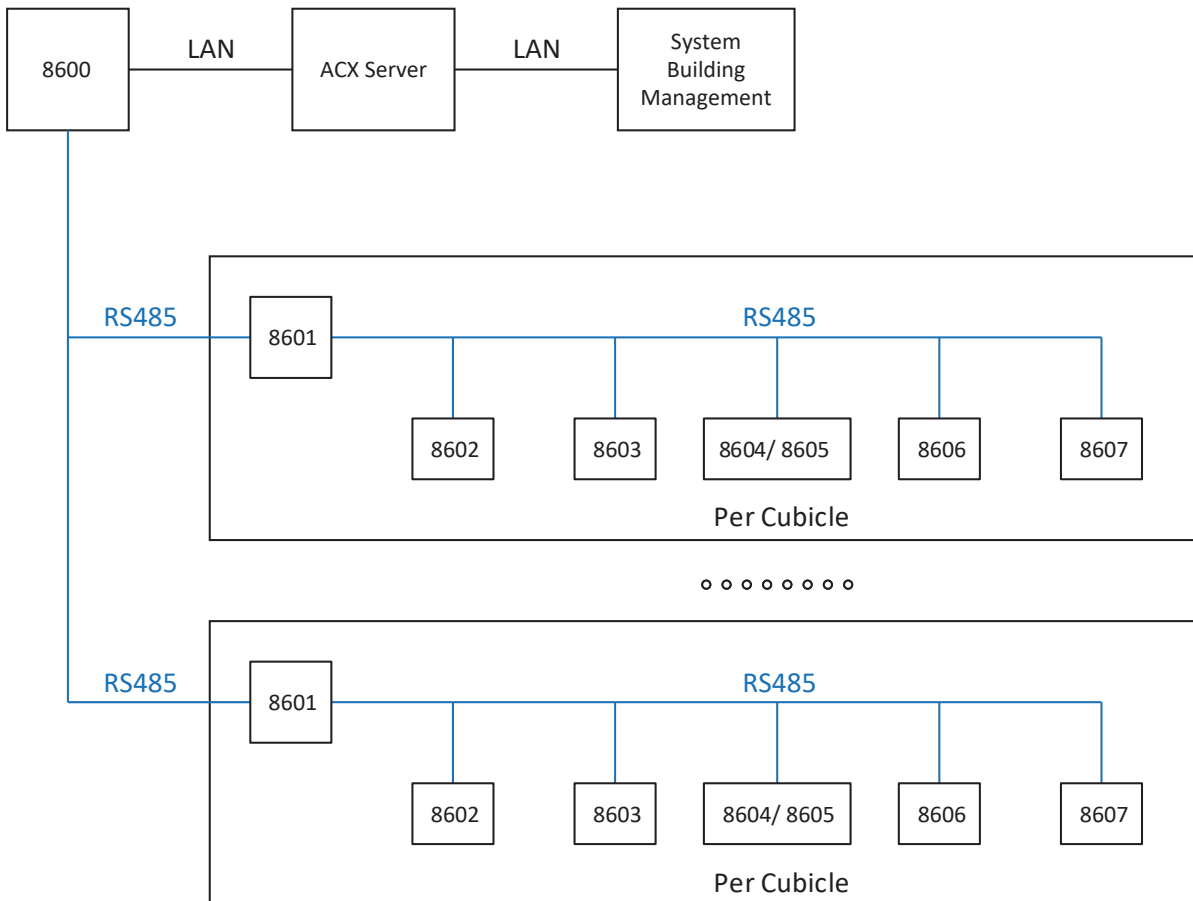 LAN
LAN
8600
ACX Server
System
Building
Management
RS485
8601
RS485
8602
8603
8604/ 8605
8606
8607
Per Cubicle
RS485
8601
RS485
8602
8603
8604/ 8605
8606
8607
Per Cubicle